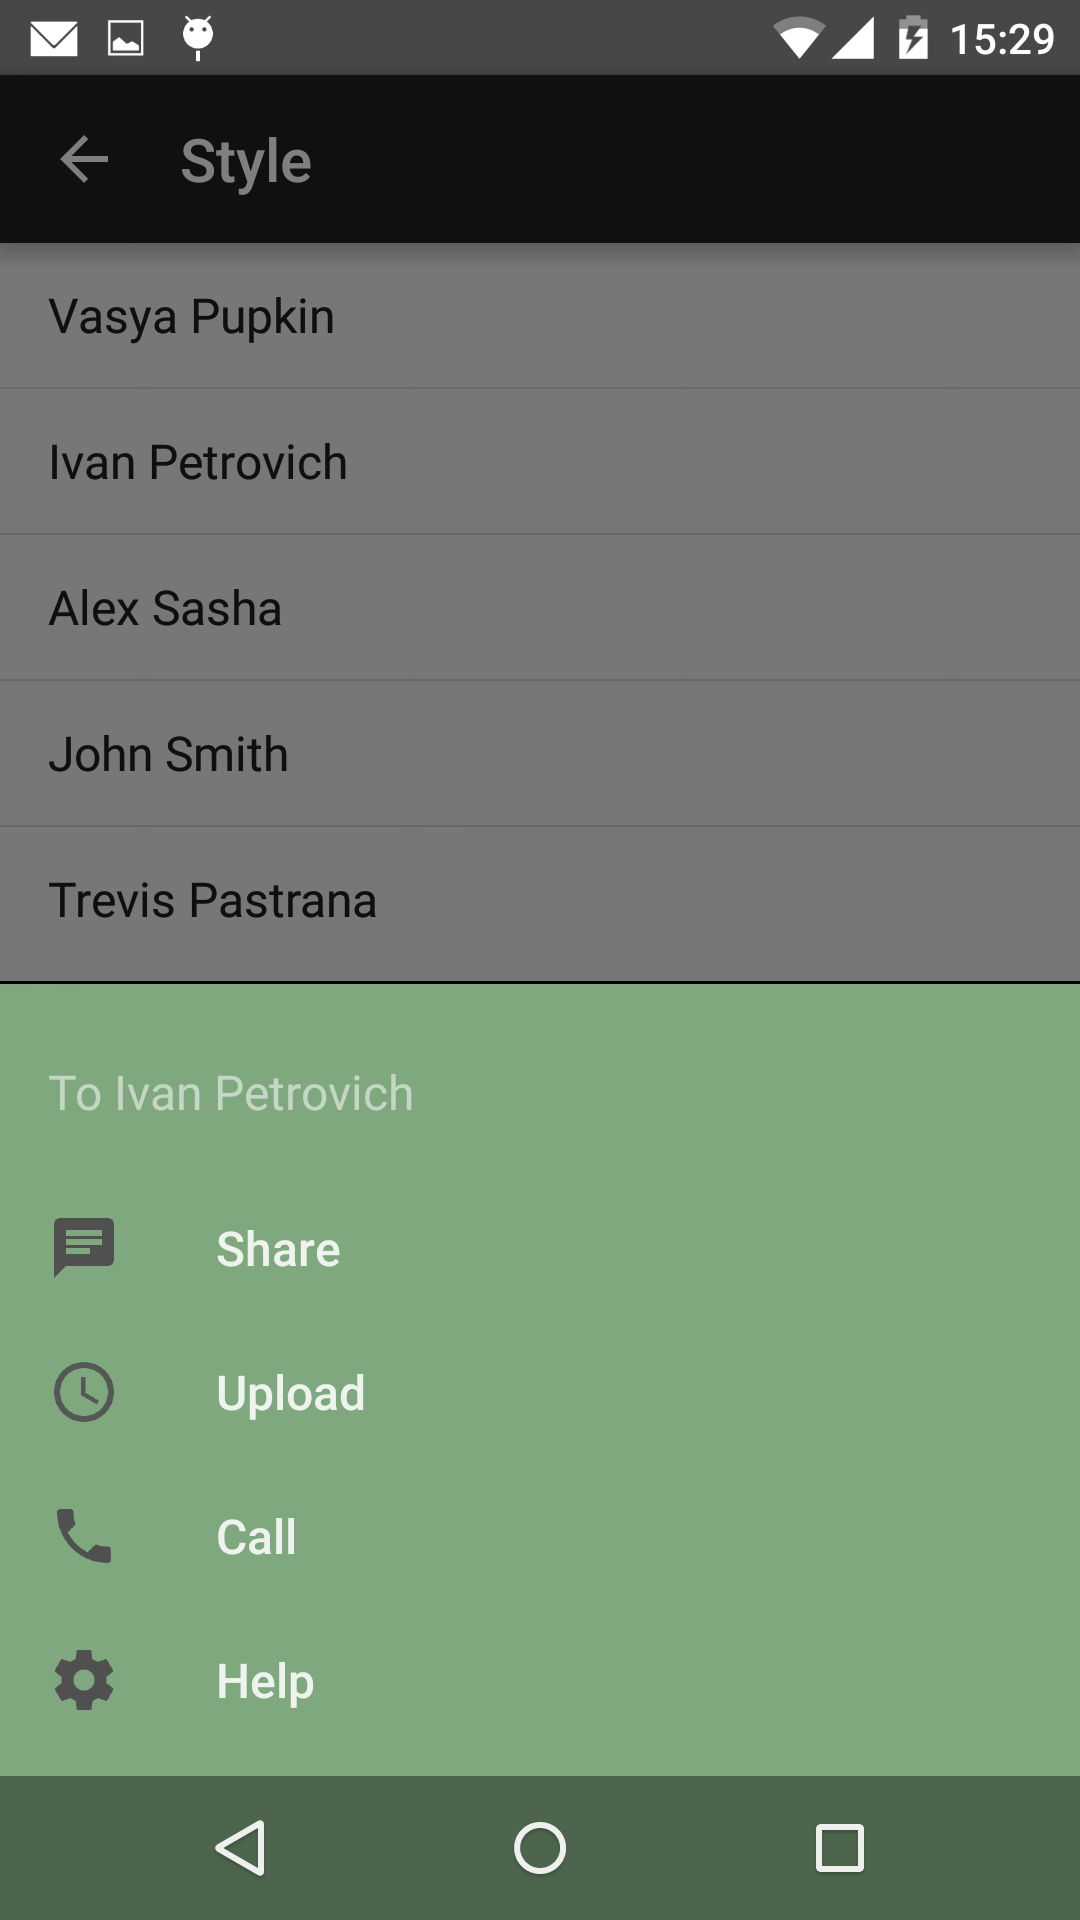 15:29
Style
Vasya Pupkin
Ivan Petrovich
Alex Sasha
John Smith
Trevis Pastrana
To Ivan Petrovich
Share
Upload
Call
Help